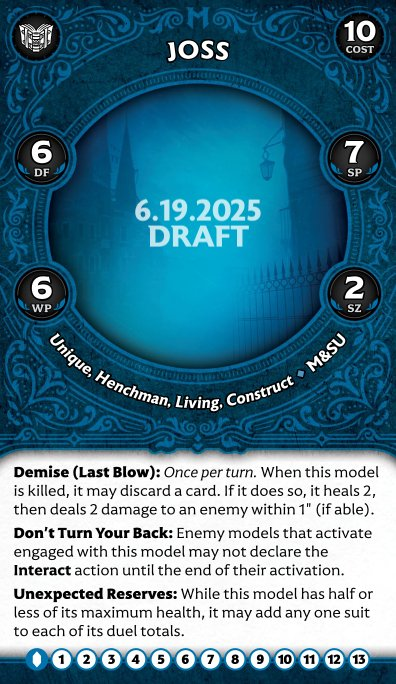 JOSS
10
COST
6
DF
7
SP
6.19.2025
DRAFT
6
WP
2
SZ
Unique, Henchman, Living, Construct ◆ M&SU
Demise (Last Blow): Once per turn. When this model
is killed, it may discard a card. If it does so, it heals 2,
then deals 2 damage to an enemy within 1" (if able).
Don't Turn Your Back: Enemy models that activate
engaged with this model may not declare the
Interact action until the end of their activation.
Unexpected Reserves: While this model has half or
less of its maximum health, it may add any one suit
to each of its duel totals.
1 2 3 4 5 6 7 8 9 10 11 12 13